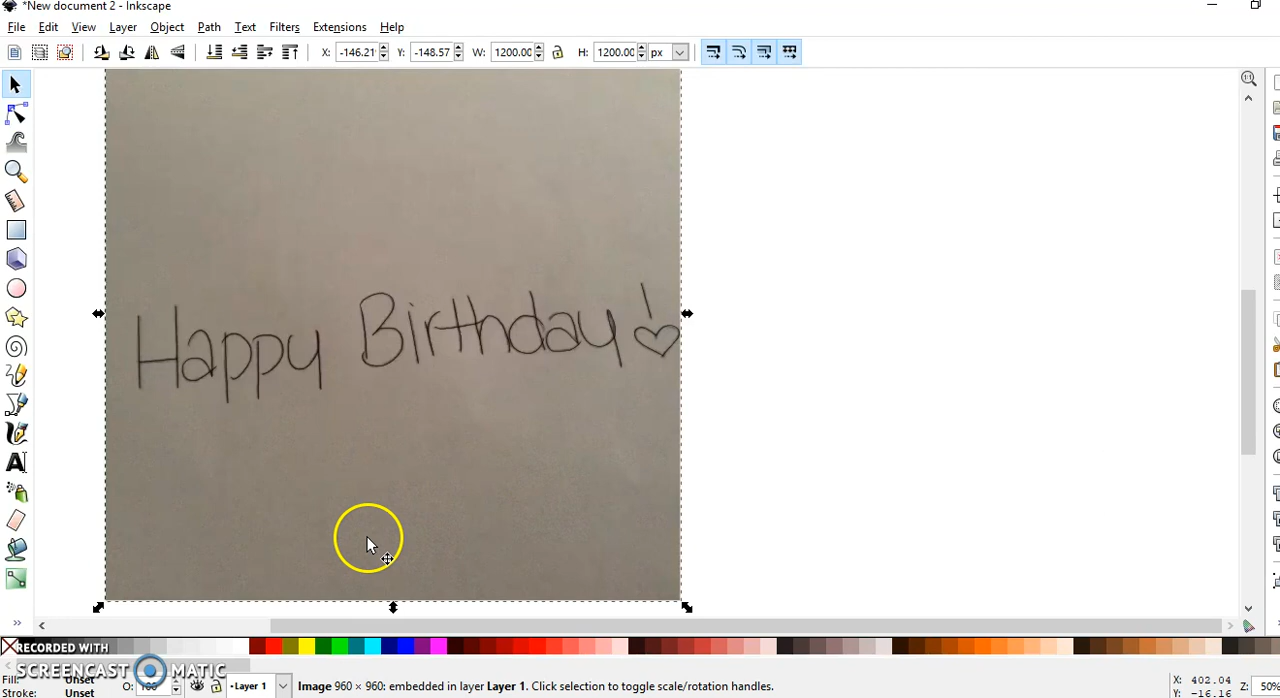 *New document 2 - Inkscape
File Edit View Layer Object Path Text Filters Extensions Help
X: -146.21 Y: -148.57 W: 1200.00 H: 1200.00 px
Happy Birthday!
RECORDED WITH
SCREENCAST MATIC
Fill: Unset
Stroke: Unset
O: 100
Layer 1
Image 960 × 960: embedded in layer Layer 1. Click selection to toggle scale/rotation handles.
X: 402.04
Y: -16.16
Z: 50%